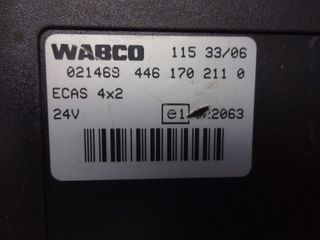 WABCO 115 33/06
021469 446 170 211 0
ECAS 4x2
24V e1 2063